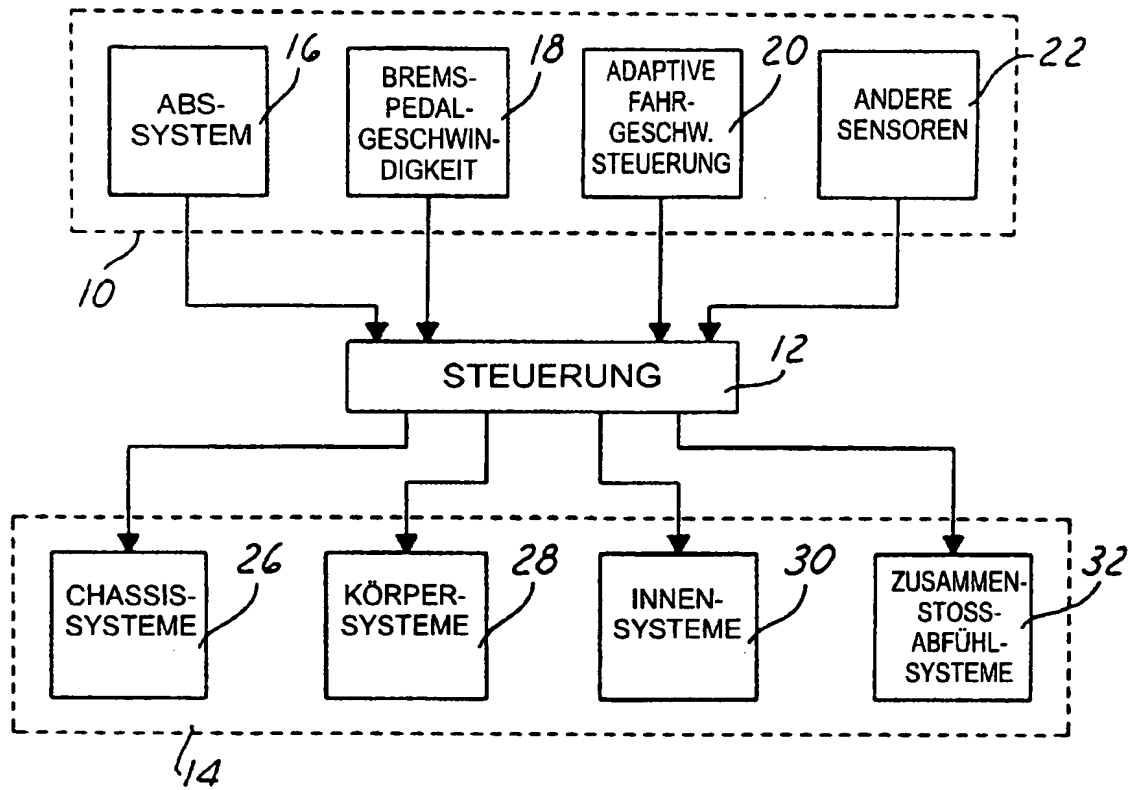 16
18
20
22
ABS-
SYSTEM
BREMS-
PEDAL-
GESCHWIN-
DIGKEIT
ADAPTIVE
FAHR-
GESCHW.
STEUERUNG
ANDERE
SENSOREN
10
STEUERUNG
12
CHASSIS-
SYSTEME
26
KÖRPER-
SYSTEME
28
INNEN-
SYSTEME
30
ZUSAMMEN-
STOSS-
ABFÜHL-
SYSTEME
32
14